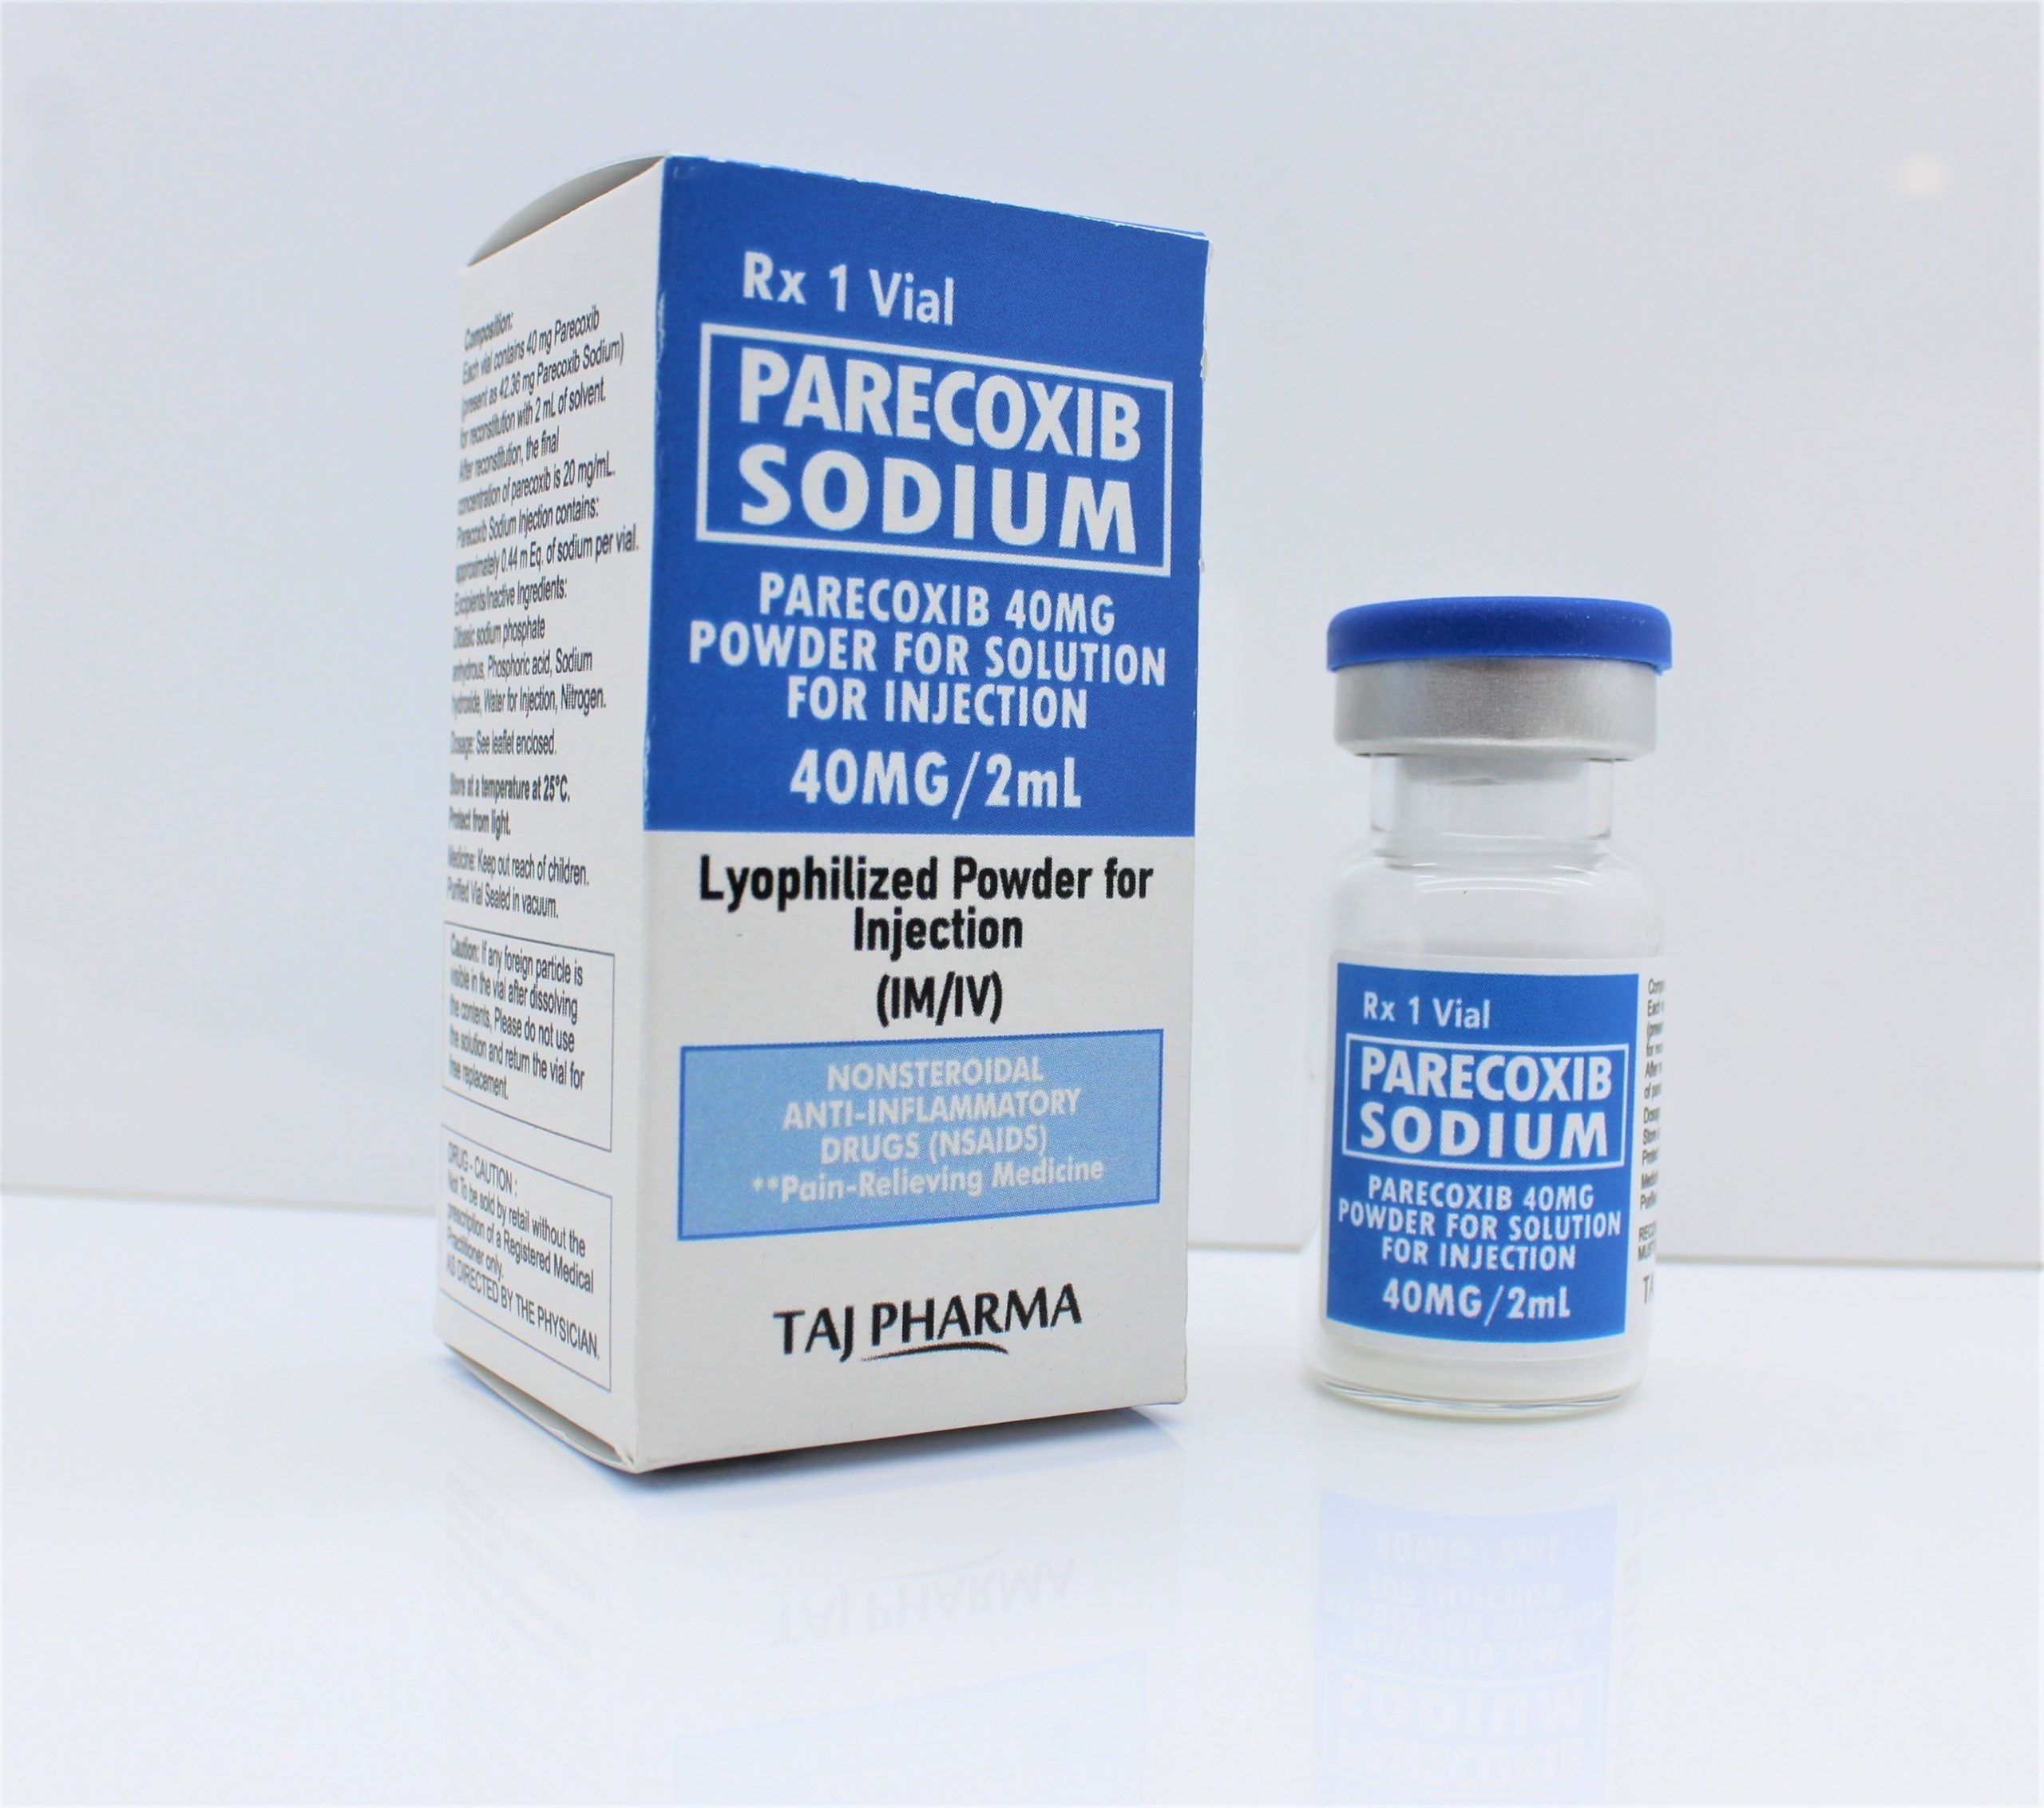 Composition:
Each vial contains 40 mg Parecoxib
(present as 42.36 mg Parecoxib Sodium)
for reconstitution with 2 mL of solvent.
After reconstitution, the final
concentration of parecoxib is 20 mg/mL.
Parecoxib Sodium Injection contains:
approximately 0.44 m Eq. of sodium per vial.
Excipients/Inactive Ingredients:
Dibasic sodium phosphate
anhydrous, Phosphoric acid, Sodium
hydroxide, Water for Injection, Nitrogen.
Dosage: See leaflet enclosed.
Store at a temperature at 25°C.
Protect from light.
Medicine: Keep out reach of children.
Purified Vial Sealed in vacuum.
Caution: If any foreign particle is
visible in the vial after dissolving
the contents, Please do not use
the solution and return the vial for
free replacement.
DRUG - CAUTION :
Not To be sold by retail without the
prescription of a Registered Medical
Practitioner only.
AS DIRECTED BY THE PHYSICIAN.
Rx 1 Vial
PARECOXIB
SODIUM
PARECOXIB 40MG
POWDER FOR SOLUTION
FOR INJECTION
40MG/2mL
Lyophilized Powder for
Injection
(IM/IV)
NONSTEROIDAL
ANTI-INFLAMMATORY
DRUGS (NSAIDS)
**Pain-Relieving Medicine
TAJ PHARMA
Rx 1 Vial
PARECOXIB
SODIUM
PARECOXIB 40MG
POWDER FOR SOLUTION
FOR INJECTION
40MG/2mL